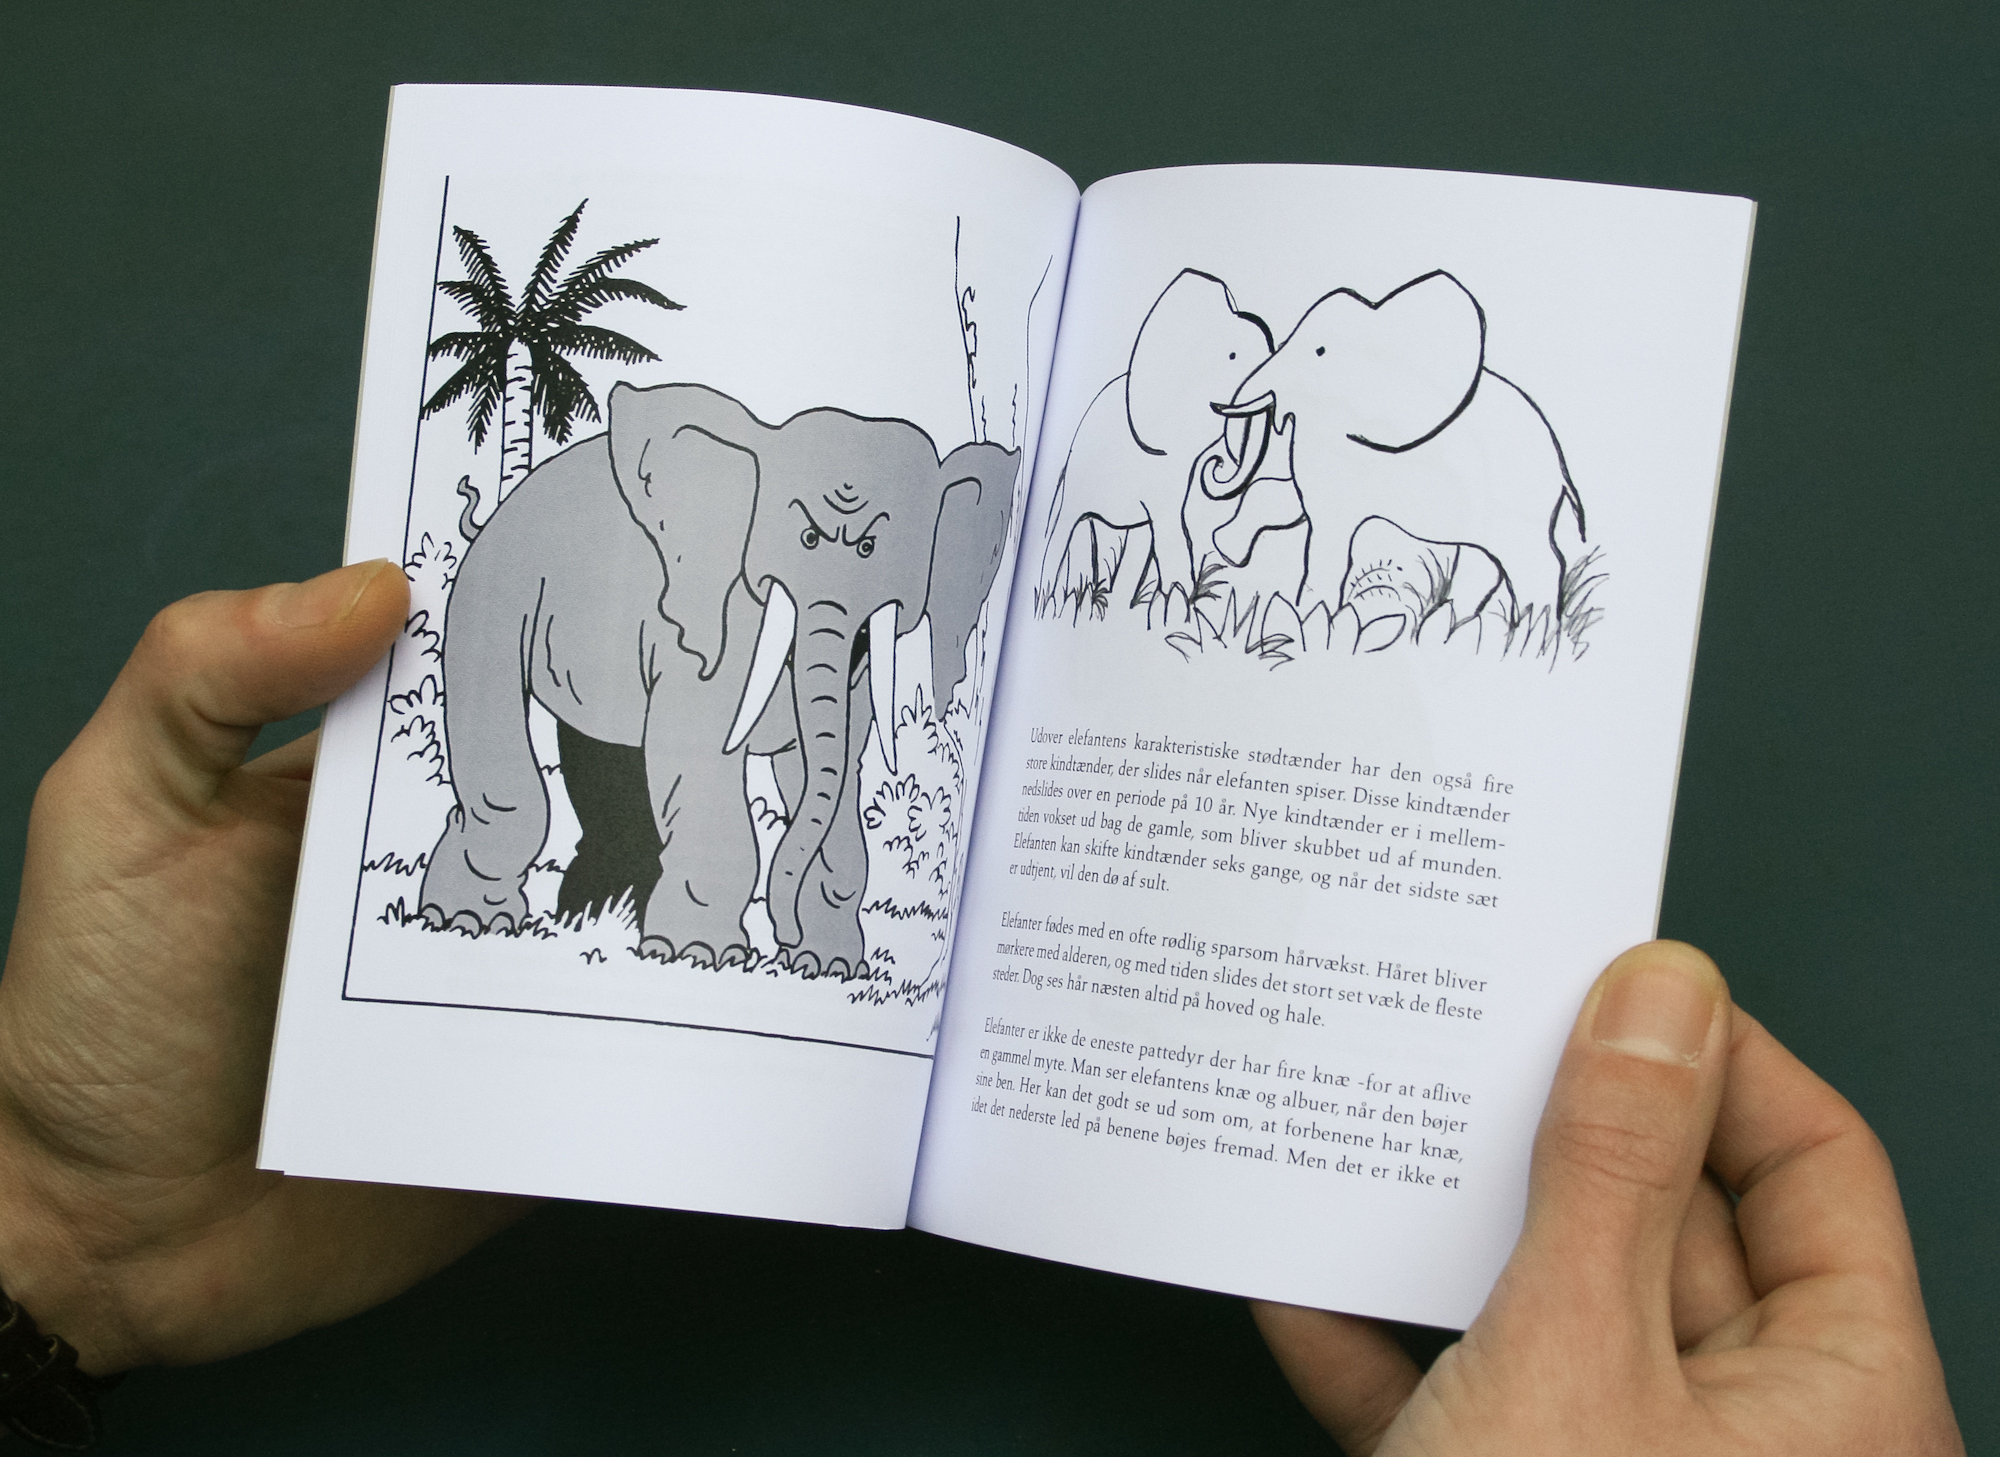 Udover elefantens karakteristiske stødtænder har den også fire
store kindtænder, der slides når elefanten spiser. Disse kindtænder
nedslides over en periode på 10 år. Nye kindtænder er i mellem-
tiden vokset ud bag de gamle, som bliver skubbet ud af munden.
Elefanten kan skifte kindtænder seks gange, og når det sidste sæt
er udtjent, vil den dø af sult.
Elefanter fødes med en ofte rødlig sparsom hårvækst. Håret bliver
mørkere med alderen, og med tiden slides det stort set væk de fleste
steder. Dog ses hår næsten altid på hoved og hale.
Elefanter er ikke de eneste pattedyr der har fire knæ -for at aflive
en gammel myte. Man ser elefantens knæ og albuer, når den bøjer
sine ben. Her kan det godt se ud som om, at forbenene har knæ,
idet det nederste led på benene bøjes fremad. Men det er ikke et